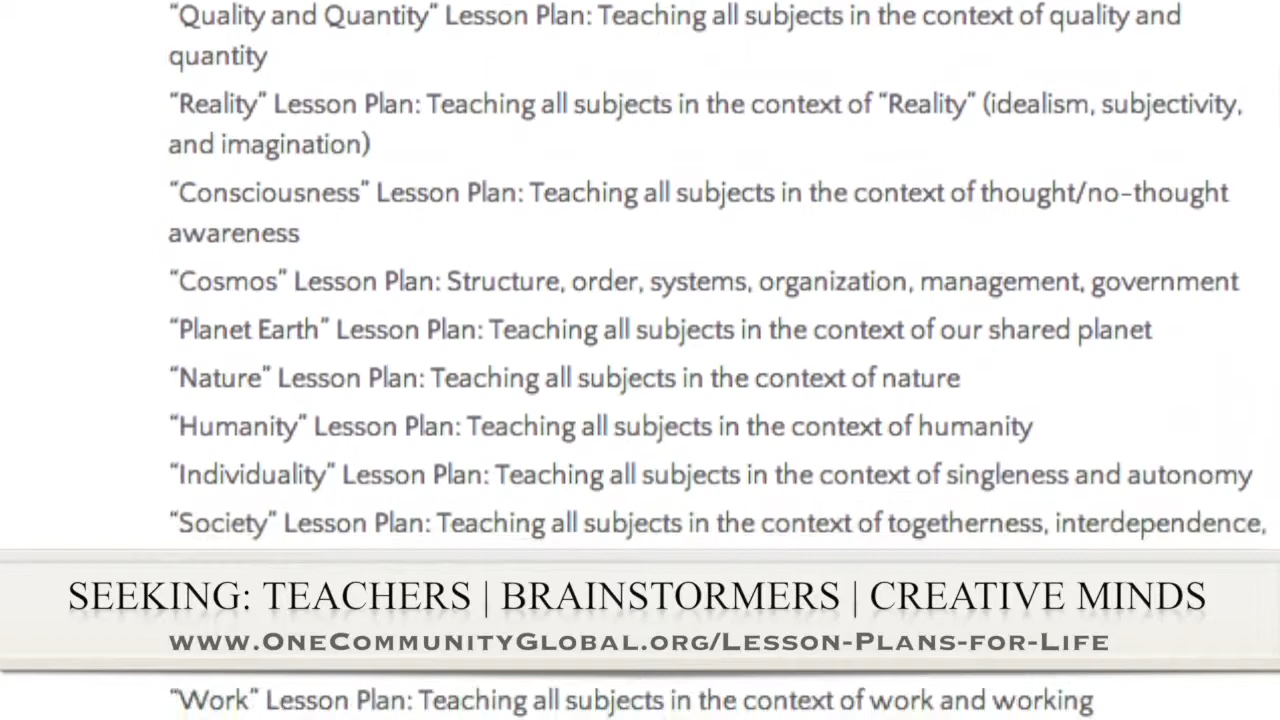 “Quality and Quantity” Lesson Plan: Teaching all subjects in the context of quality and
quantity
“Reality” Lesson Plan: Teaching all subjects in the context of “Reality” (idealism, subjectivity,
and imagination)
“Consciousness” Lesson Plan: Teaching all subjects in the context of thought/no-thought
awareness
“Cosmos” Lesson Plan: Structure, order, systems, organization, management, government
“Planet Earth” Lesson Plan: Teaching all subjects in the context of our shared planet
“Nature” Lesson Plan: Teaching all subjects in the context of nature
“Humanity” Lesson Plan: Teaching all subjects in the context of humanity
“Individuality” Lesson Plan: Teaching all subjects in the context of singleness and autonomy
“Society” Lesson Plan: Teaching all subjects in the context of togetherness, interdependence,
SEEKING: TEACHERS | BRAINSTORMERS | CREATIVE MINDS
www.OneCommunityGlobal.org/Lesson-Plans-for-Life
“Work” Lesson Plan: Teaching all subjects in the context of work and working